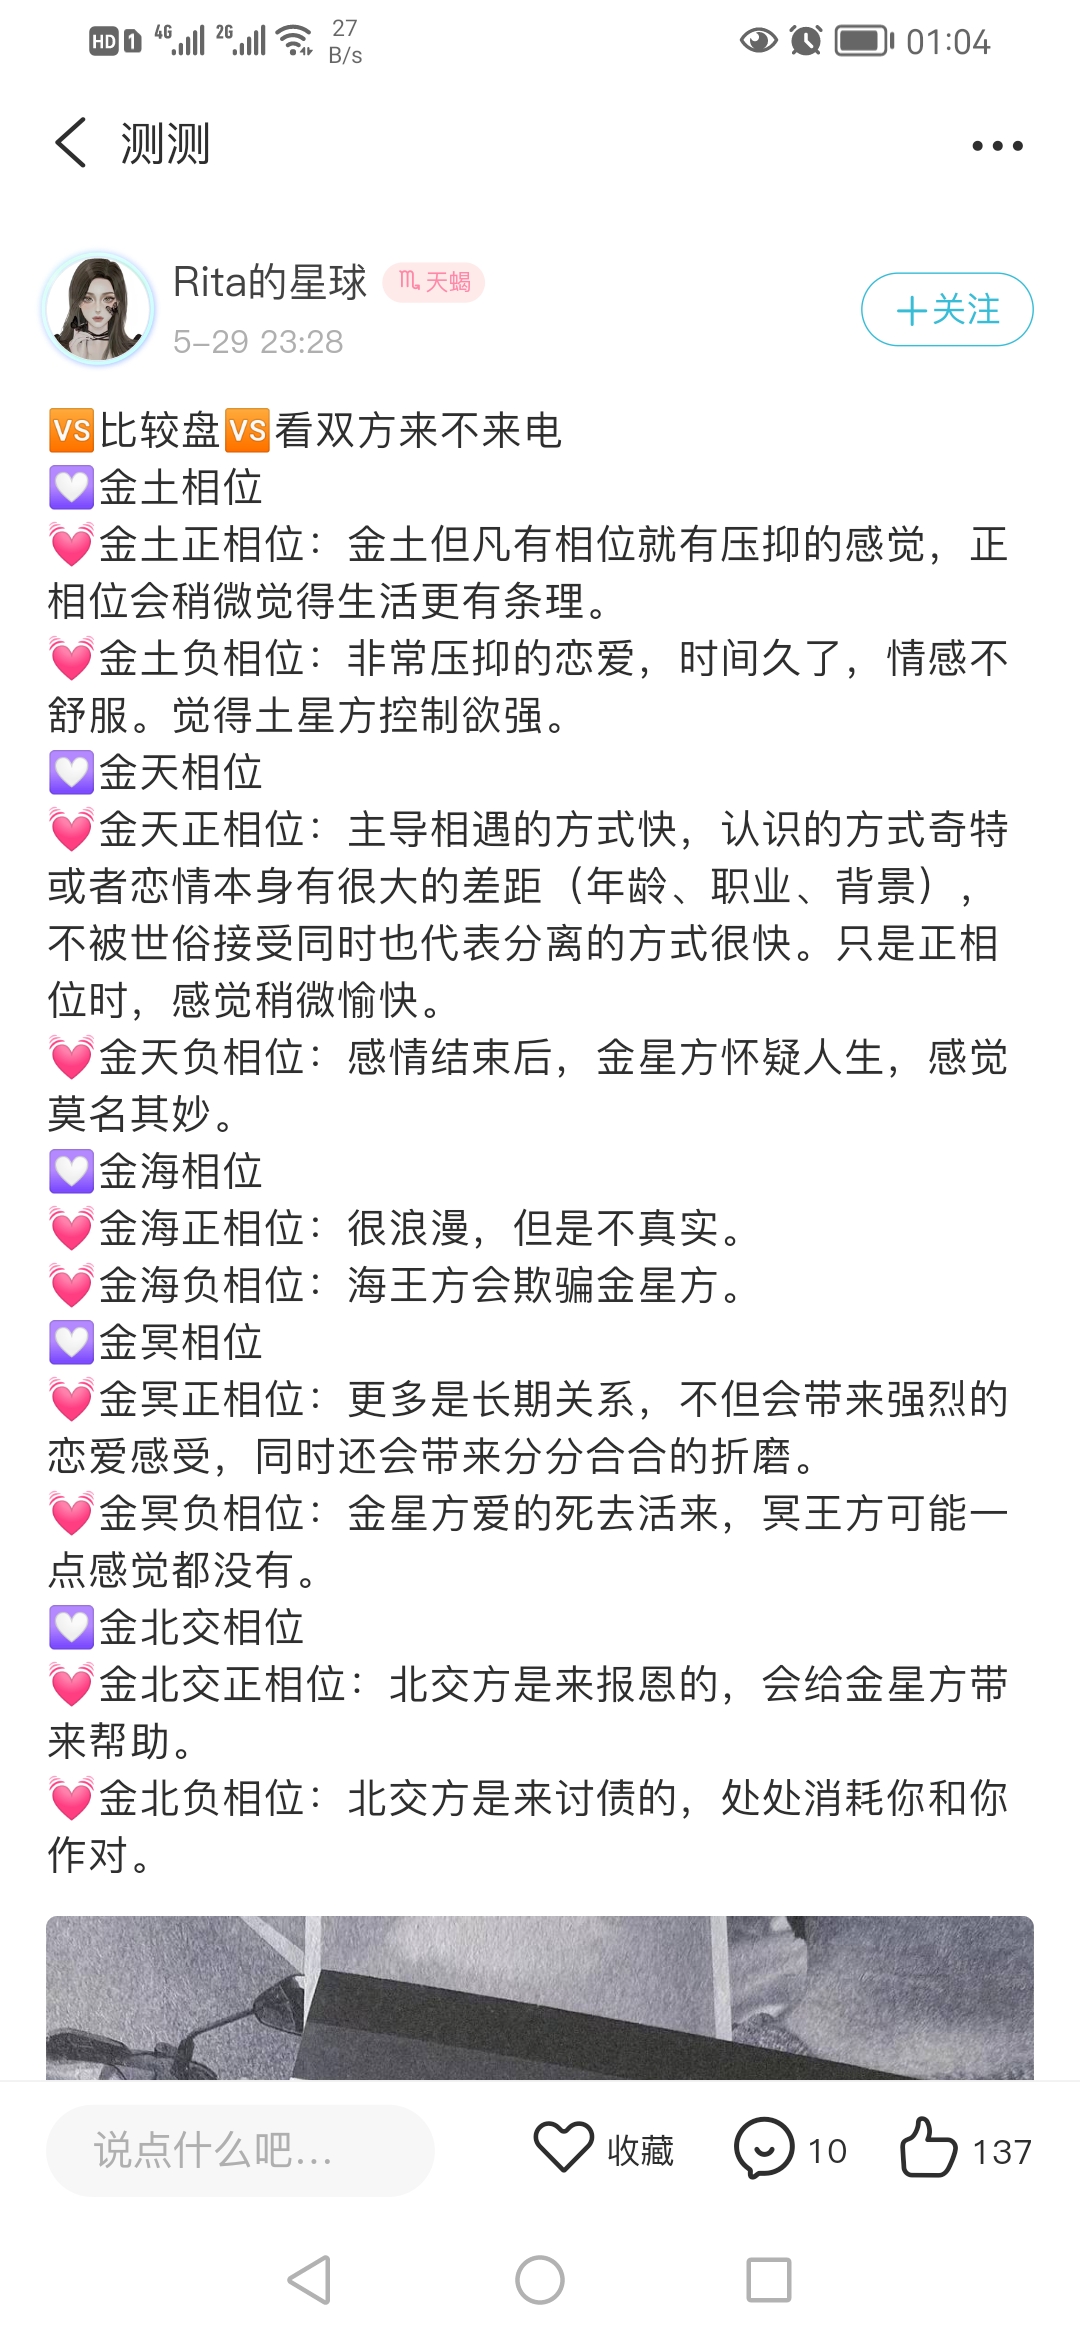 HD 1 4G 2G 27 B/s 01:04
测测
Rita的星球 ♏天蝎
5-29 23:28
+关注
🆚比较盘🆚看双方来不来电
💟金土相位
💓金土正相位：金土但凡有相位就有压抑的感觉，正
相位会稍微觉得生活更有条理。
💓金土负相位：非常压抑的恋爱，时间久了，情感不
舒服。觉得土星方控制欲强。
💟金天相位
💓金天正相位：主导相遇的方式快，认识的方式奇特
或者恋情本身有很大的差距（年龄、职业、背景），
不被世俗接受同时也代表分离的方式很快。只是正相
位时，感觉稍微愉快。
💓金天负相位：感情结束后，金星方怀疑人生，感觉
莫名其妙。
💟金海相位
💓金海正相位：很浪漫，但是不真实。
💓金海负相位：海王方会欺骗金星方。
💟金冥相位
💓金冥正相位：更多是长期关系，不但会带来强烈的
恋爱感受，同时还会带来分分合合的折磨。
💓金冥负相位：金星方爱的死去活来，冥王方可能一
点感觉都没有。
💟金北交相位
💓金北交正相位：北交方是来报恩的，会给金星方带
来帮助。
💓金北负相位：北交方是来讨债的，处处消耗你和你
作对。
说点什么吧... 收藏 10 137